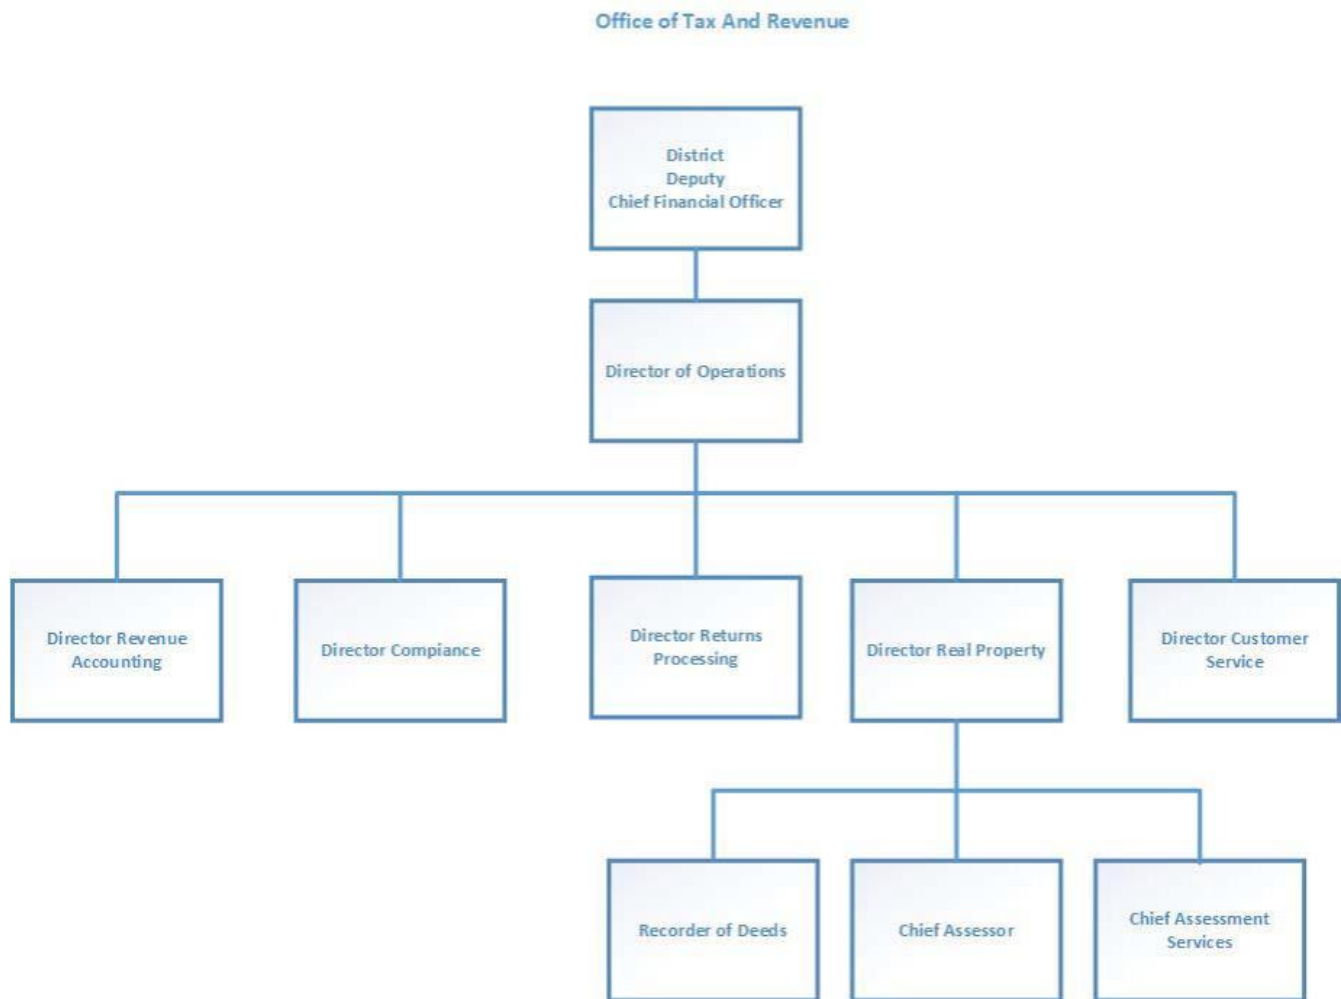 Office of Tax And Revenue
District
Deputy
Chief Financial Officer
Director of Operations
Director Revenue
Accounting
Director Compiance
Director Returns
Processing
Director Real Property
Director Customer
Service
Recorder of Deeds
Chief Assessor
Chief Assessment
Services